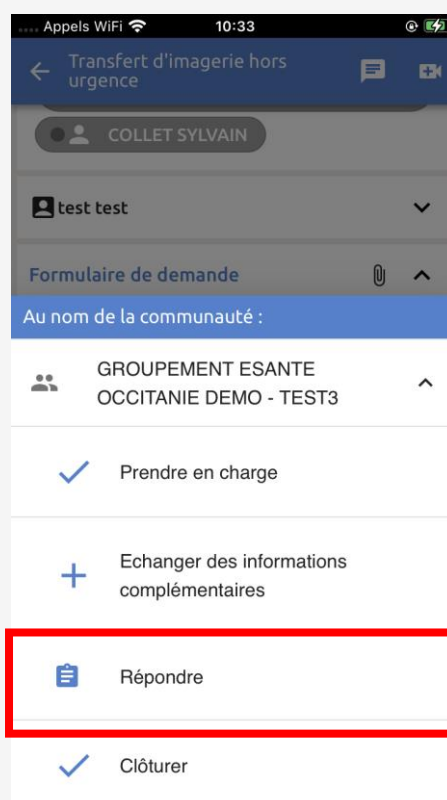 .... Appels WiFi 10:33
Transfert d'imagerie hors
urgence
COLLET SYLVAIN
test test
Formulaire de demande
Au nom de la communauté :
GROUPEMENT ESANTE
OCCITANIE DEMO - TEST3
Prendre en charge
Echanger des informations
complémentaires
Répondre
Clôturer